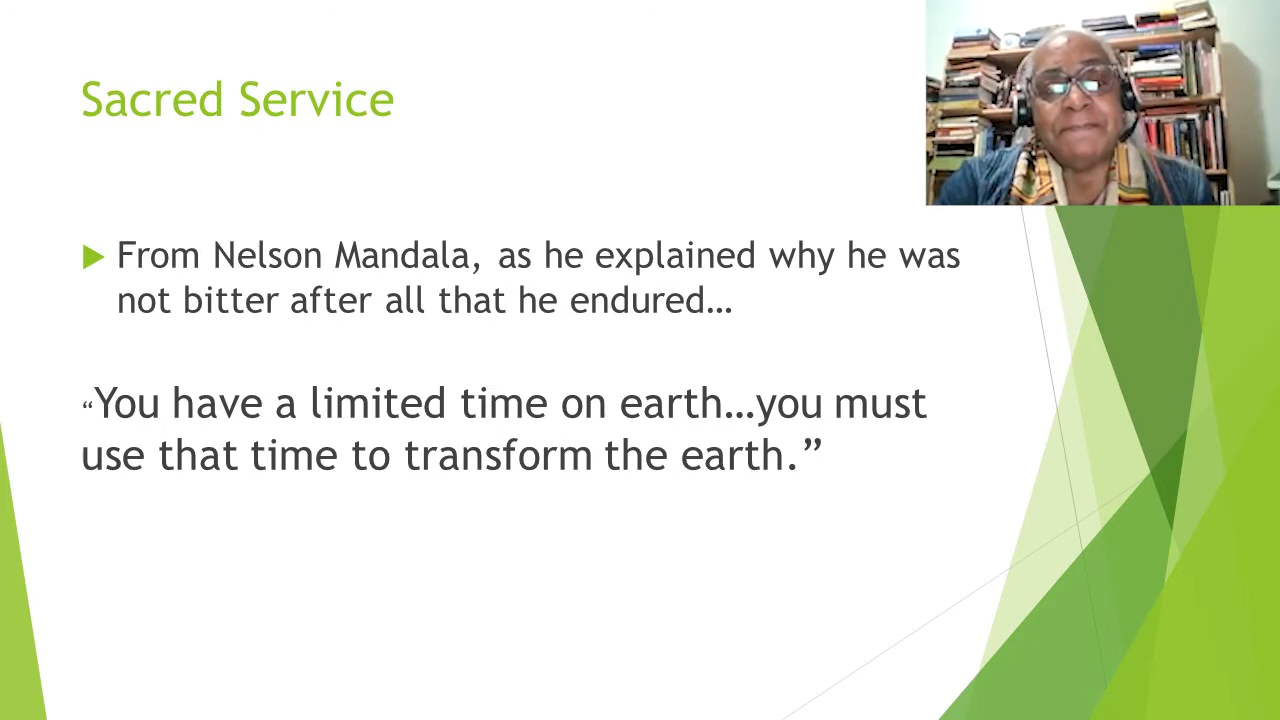 Sacred Service
From Nelson Mandala, as he explained why he was
not bitter after all that he endured…
“You have a limited time on earth…you must
use that time to transform the earth.”